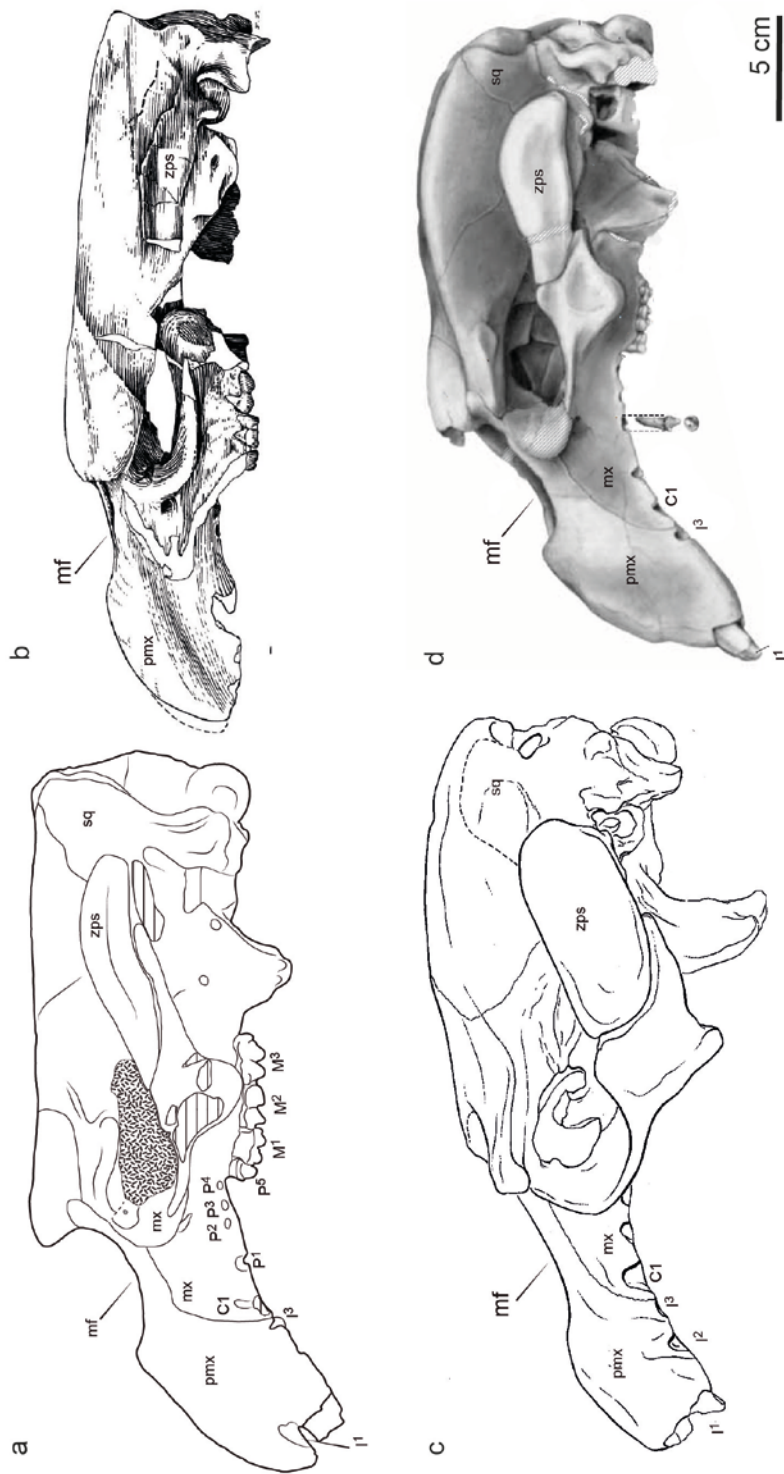 a
sq
zps
mf
mx
pmx
C1
P¹
P²
P³
P⁴
P⁵
M¹
M²
M³
I³
I¹
b
zps
mf
pmx
c
sq
zps
mf
mx
pmx
C1
I³
I²
I¹
d
sq
zps
mf
mx
pmx
C1
I³
I¹
5 cm